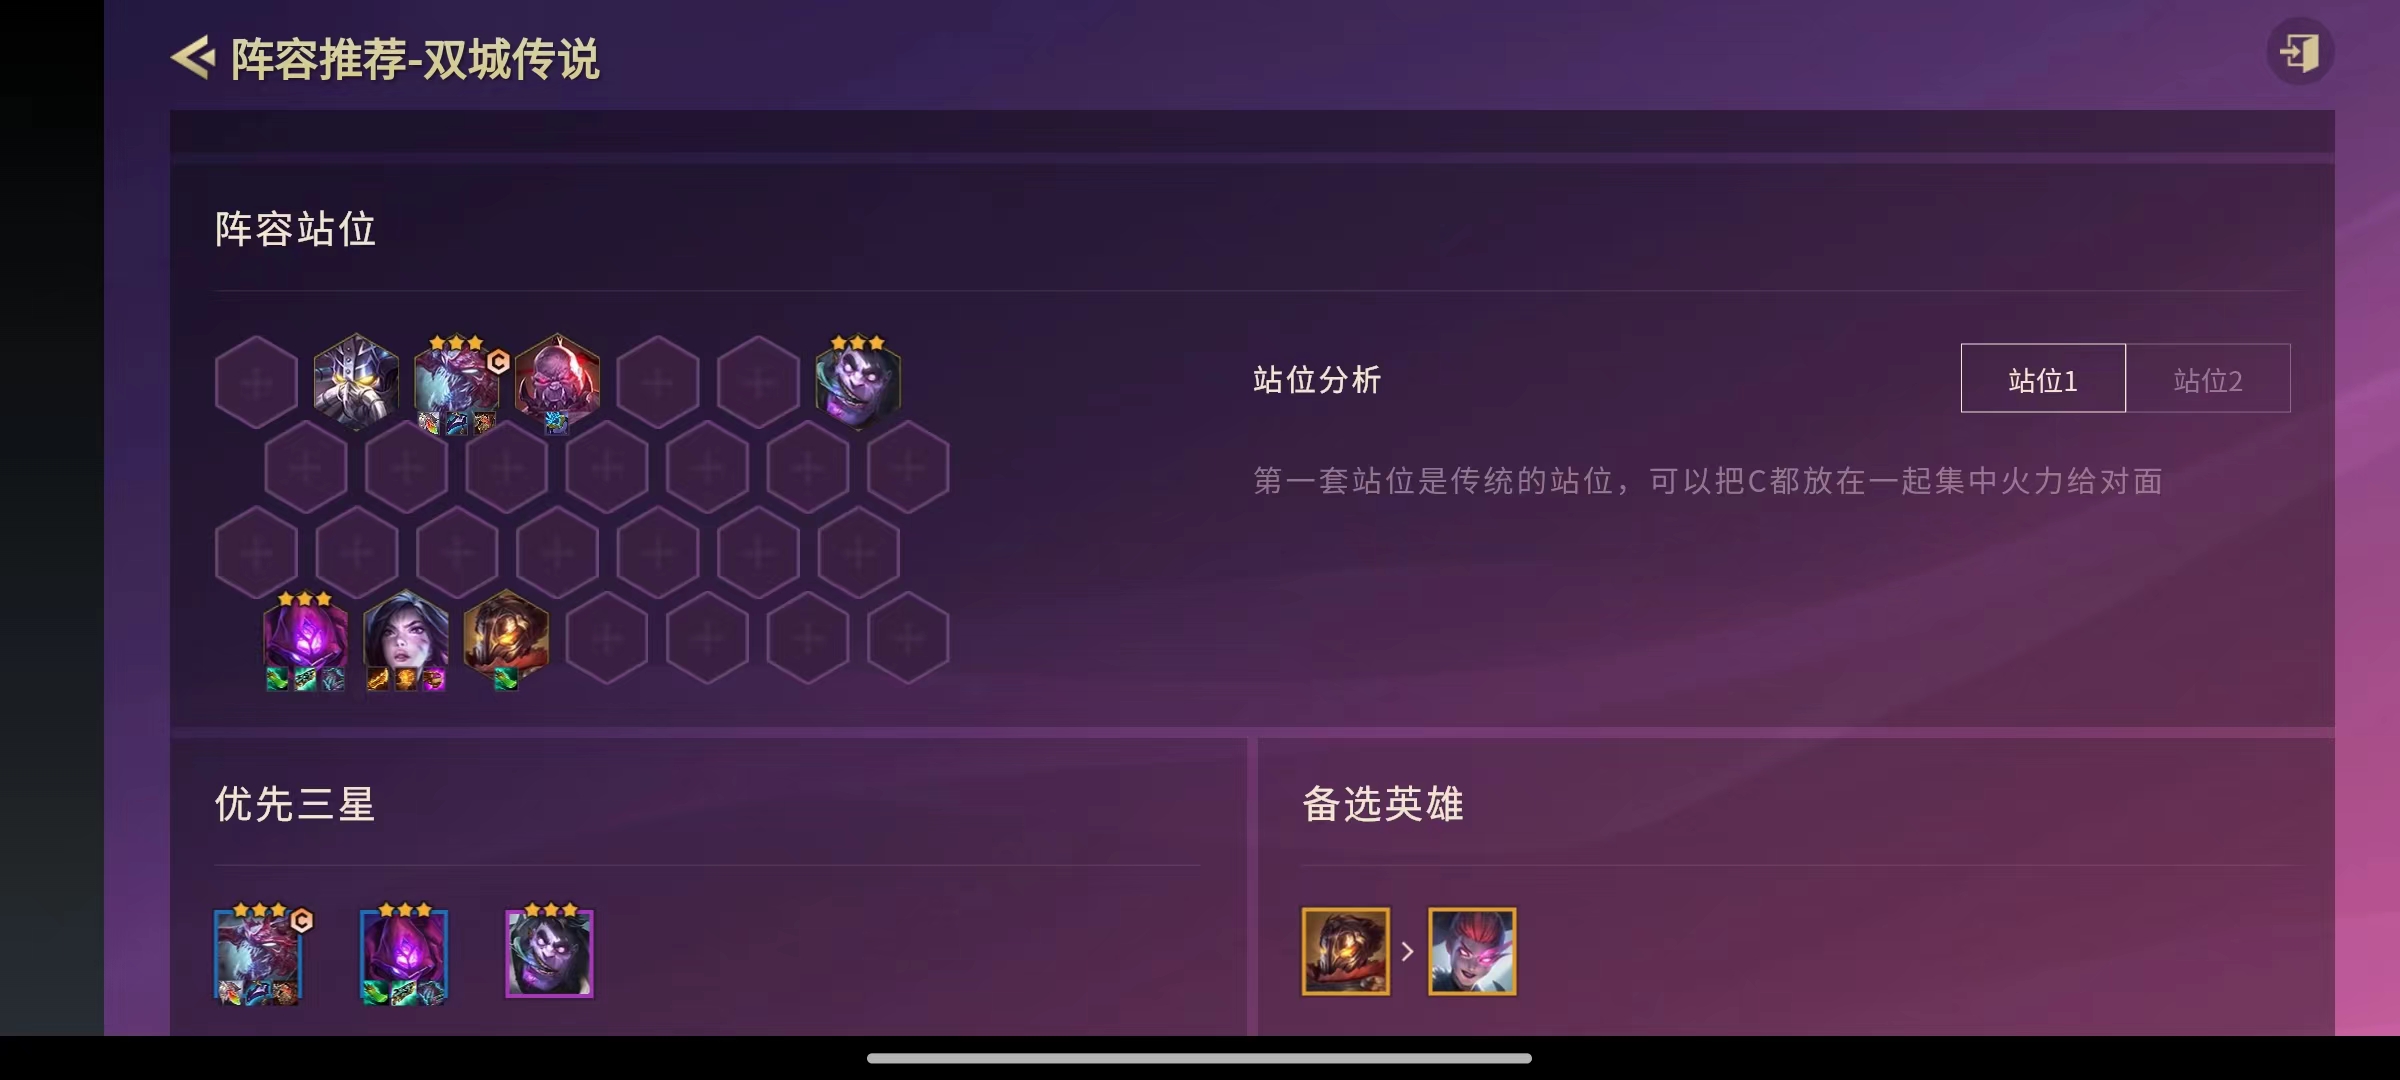 阵容推荐-双城传说
阵容站位
站位分析
站位1
站位2
第一套站位是传统的站位，可以把C都放在一起集中火力给对面
C
优先三星
备选英雄
C